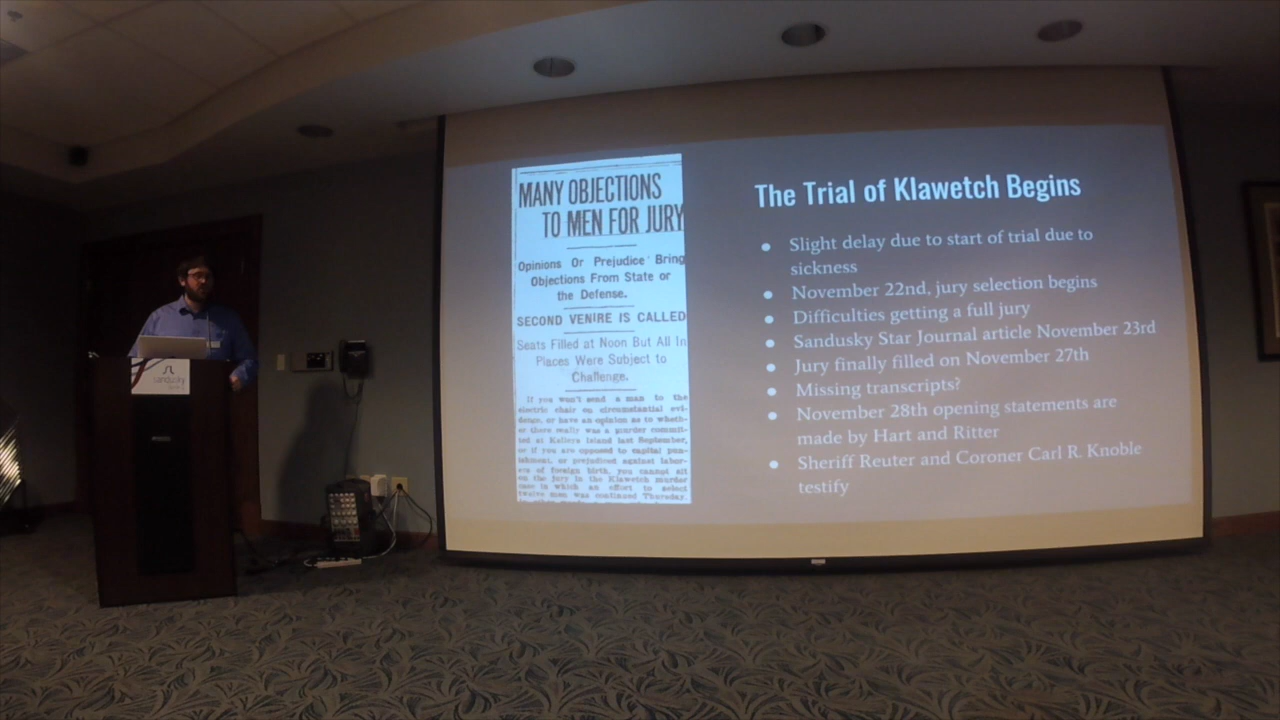 MANY OBJECTIONS
TO MEN FOR JURY
Opinions Or Prejudice Bring
Objections From State or
the Defense.
SECOND VENIRE IS CALLED
Seats Filled at Noon But All In
Places Were Subject to
Challenge.
If you won't send a man to the
electric chair on circumstantial evi-
dence, or have an opinion as to wheth-
er there really was a murder commit-
ted at Kelleys Island last September,
or if you are opposed to capital pun-
ishment, or prejudiced against labor-
ers of foreign birth, you cannot sit
on the jury in the Klawetch murder
case in which an effort to select
twelve men was continued Thursday.
The Trial of Klawetch Begins
Slight delay due to start of trial due to
sickness
November 22nd, jury selection begins
Difficulties getting a full jury
Sandusky Star Journal article November 23rd
Jury finally filled on November 27th
Missing transcripts?
November 28th opening statements are
made by Hart and Ritter
Sheriff Reuter and Coroner Carl R. Knoble
testify
sandusky